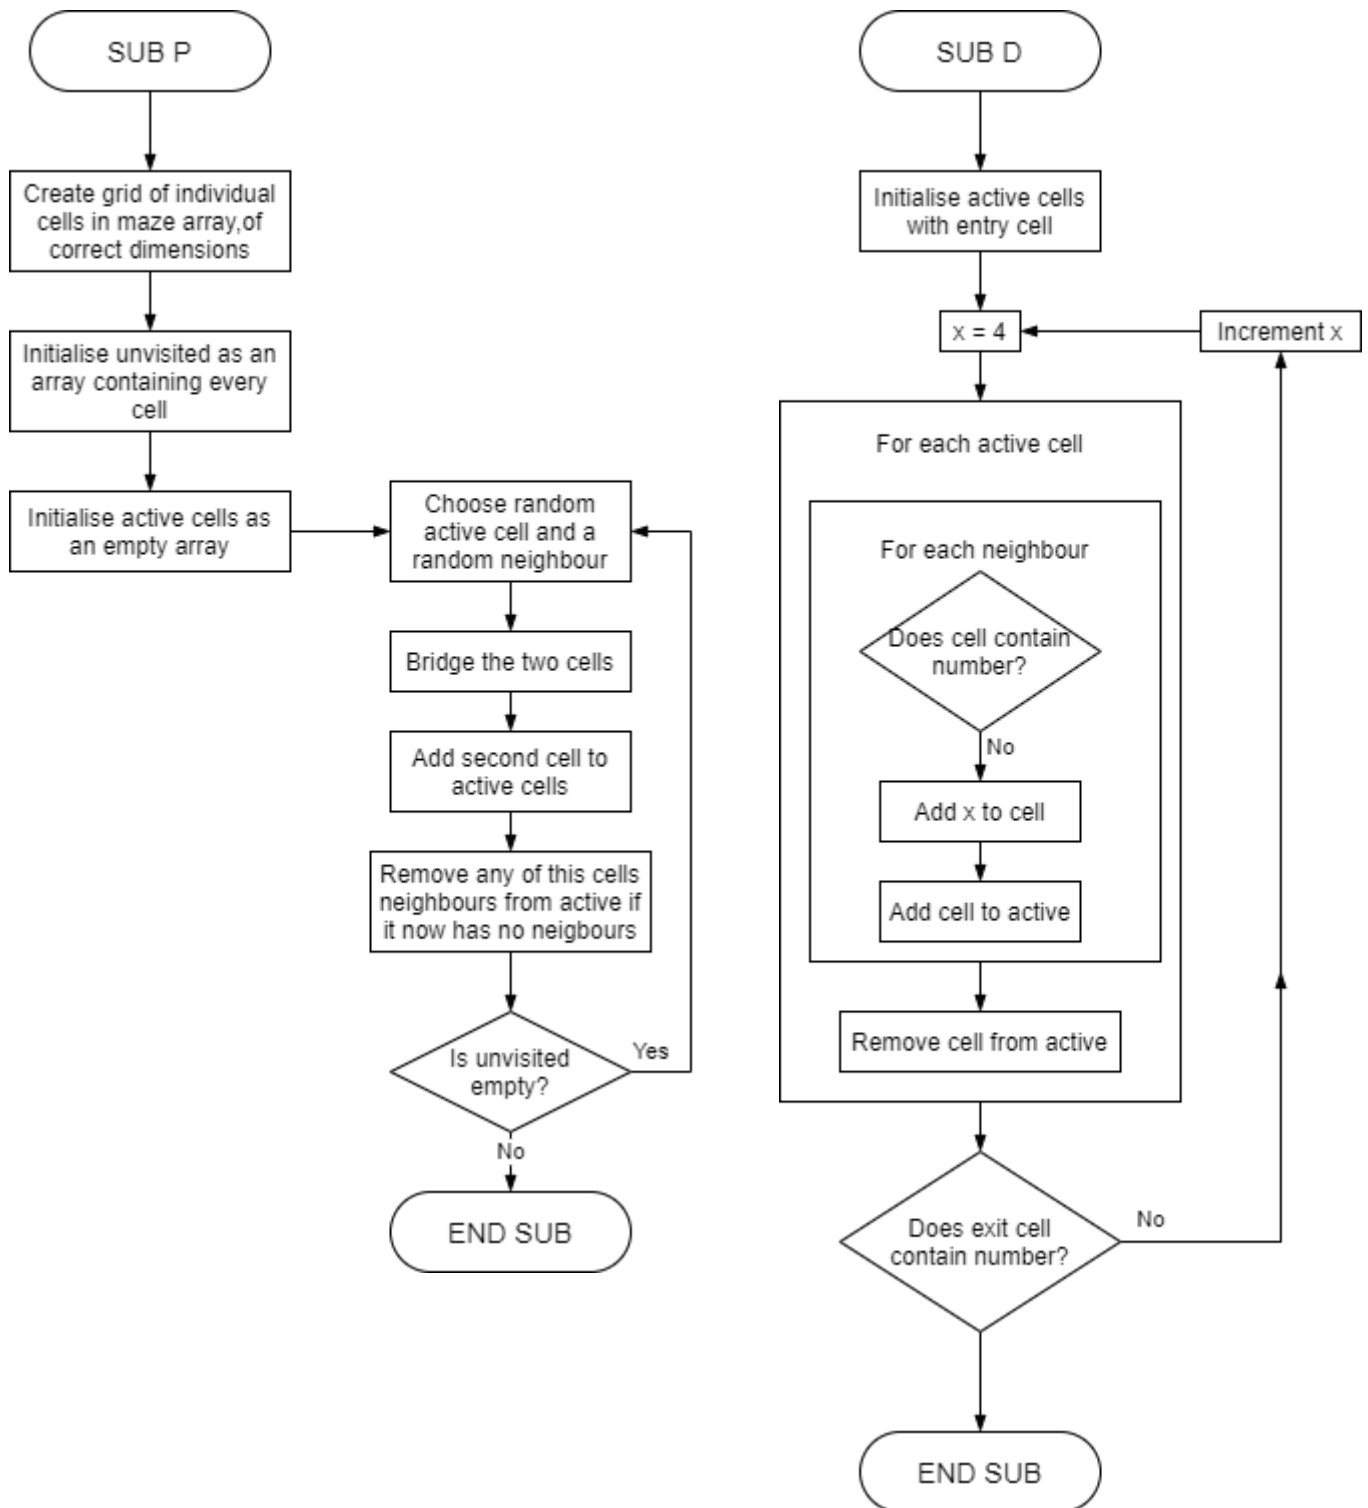 SUB P
Create grid of individual
cells in maze array,of
correct dimensions
Initialise unvisited as an
array containing every
cell
Initialise active cells as
an empty array
Choose random
active cell and a
random neighbour
Bridge the two cells
Add second cell to
active cells
Remove any of this cells
neighbours from active if
it now has no neigbours
Is unvisited
empty?
Yes
No
END SUB
SUB D
Initialise active cells
with entry cell
x = 4
Increment x
For each active cell
For each neighbour
Does cell contain
number?
No
Add x to cell
Add cell to active
Remove cell from active
Does exit cell
contain number?
No
END SUB